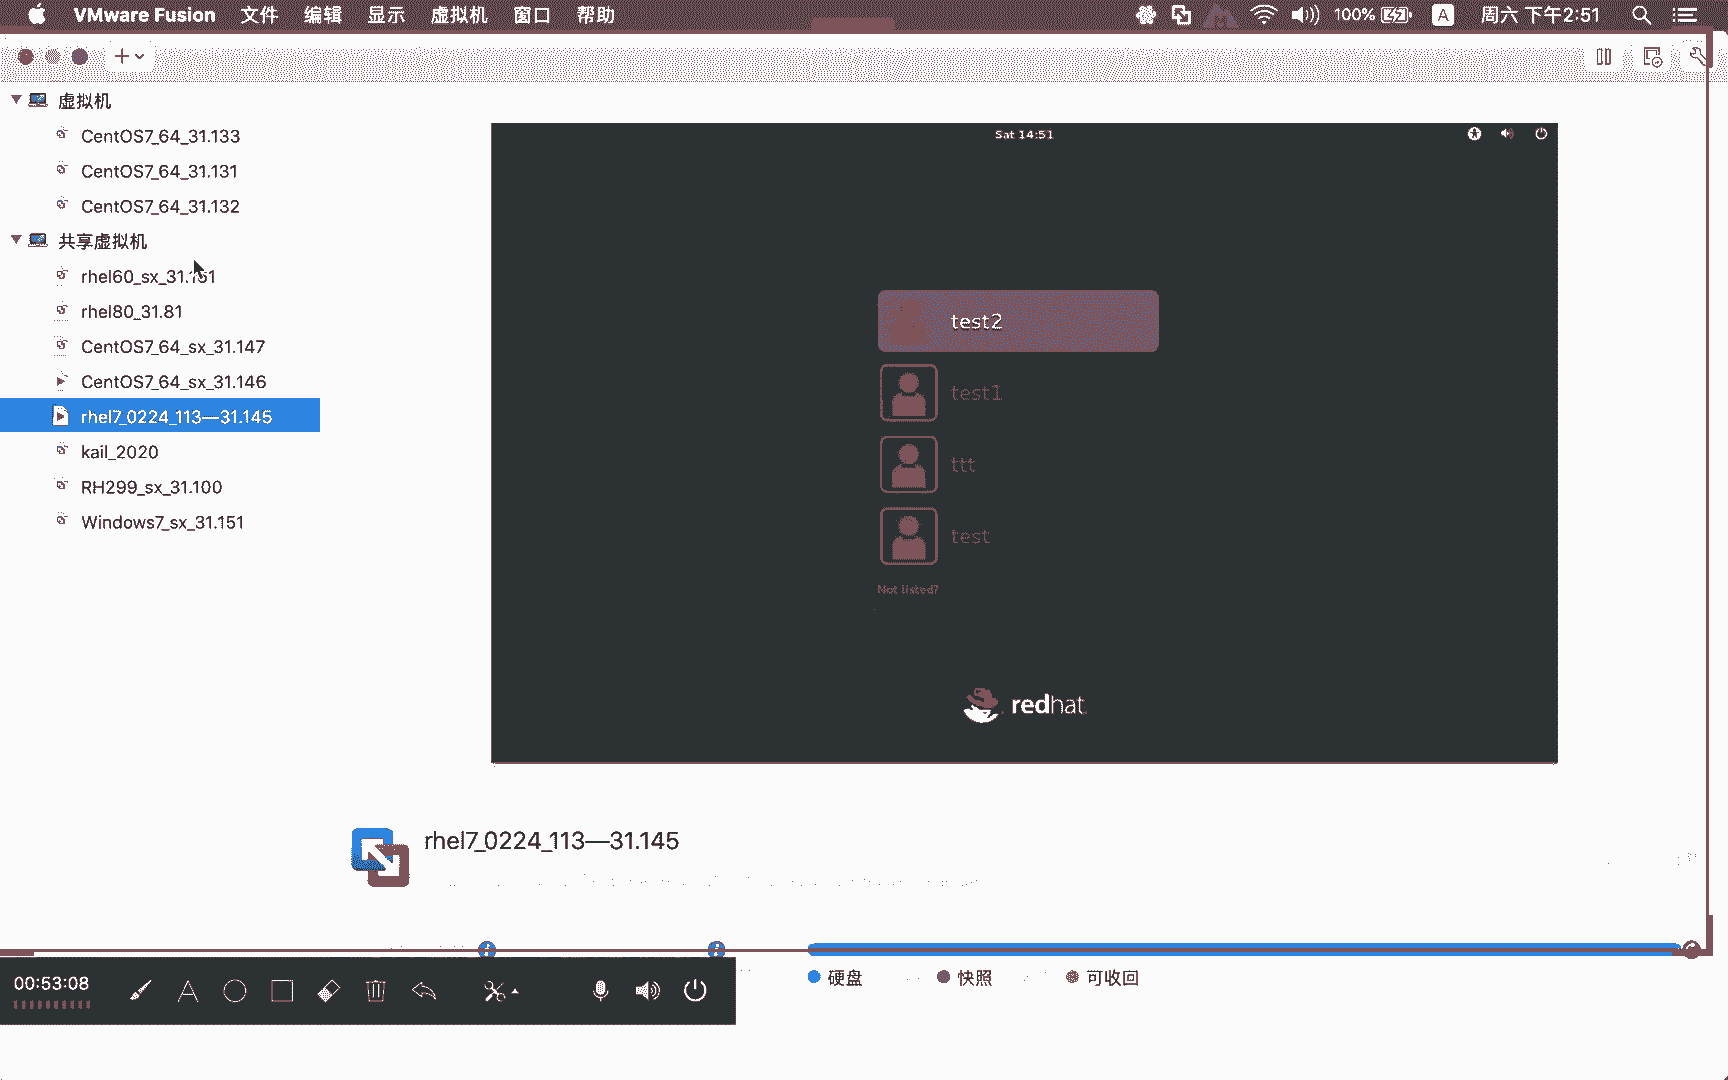 VMware Fusion 文件 编辑 显示 虚拟机 窗口 帮助 100% A 周六 下午2:51
虚拟机
CentOS7_64_31.133
CentOS7_64_31.131
CentOS7_64_31.132
共享虚拟机
rhel60_sx_31.151
rhel80_31.81
CentOS7_64_sx_31.147
CentOS7_64_sx_31.146
rhel7_0224_113—31.145
kail_2020
RH299_sx_31.100
Windows7_sx_31.151
Sat 14:51
test2
test1
ttt
test
Not listed?
redhat
rhel7_0224_113—31.145
硬盘 快照 可收回
00:53:08